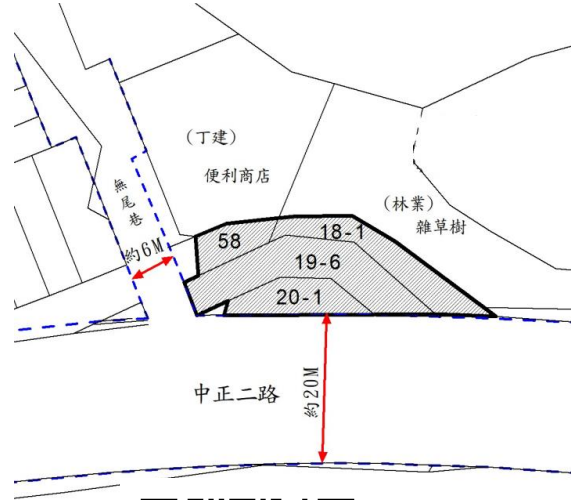 (丁建)
便利商店
無尾巷
約6M
(林業)
雜草樹
58
18-1
19-6
20-1
中正二路
約20M